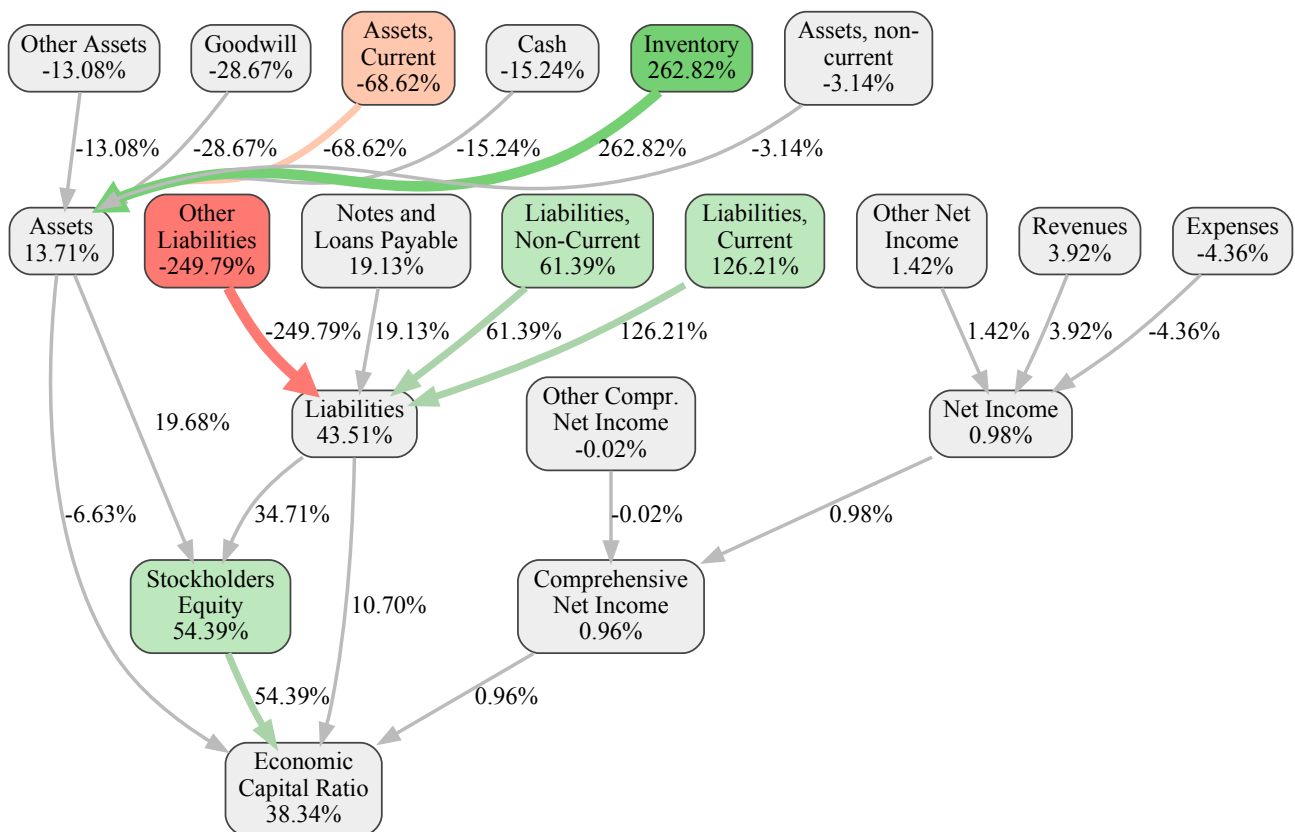 Other Assets
-13.08%
Goodwill
-28.67%
Assets,
Current
-68.62%
Cash
-15.24%
Inventory
262.82%
Assets, non-
current
-3.14%
-13.08%
-28.67%
-68.62%
-15.24%
262.82%
-3.14%
Assets
13.71%
Other
Liabilities
-249.79%
Notes and
Loans Payable
19.13%
Liabilities,
Non-Current
61.39%
Liabilities,
Current
126.21%
Other Net
Income
1.42%
Revenues
3.92%
Expenses
-4.36%
-249.79%
19.13%
61.39%
126.21%
1.42%
3.92%
-4.36%
19.68%
Liabilities
43.51%
Other Compr.
Net Income
-0.02%
Net Income
0.98%
-6.63%
34.71%
-0.02%
0.98%
Stockholders
Equity
54.39%
10.70%
Comprehensive
Net Income
0.96%
54.39%
0.96%
Economic
Capital Ratio
38.34%